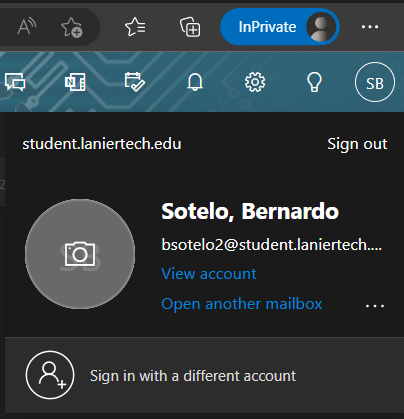 InPrivate
SB
student.laniertech.edu Sign out
Sotelo, Bernardo
bsotelo2@student.laniertech....
View account
Open another mailbox
Sign in with a different account